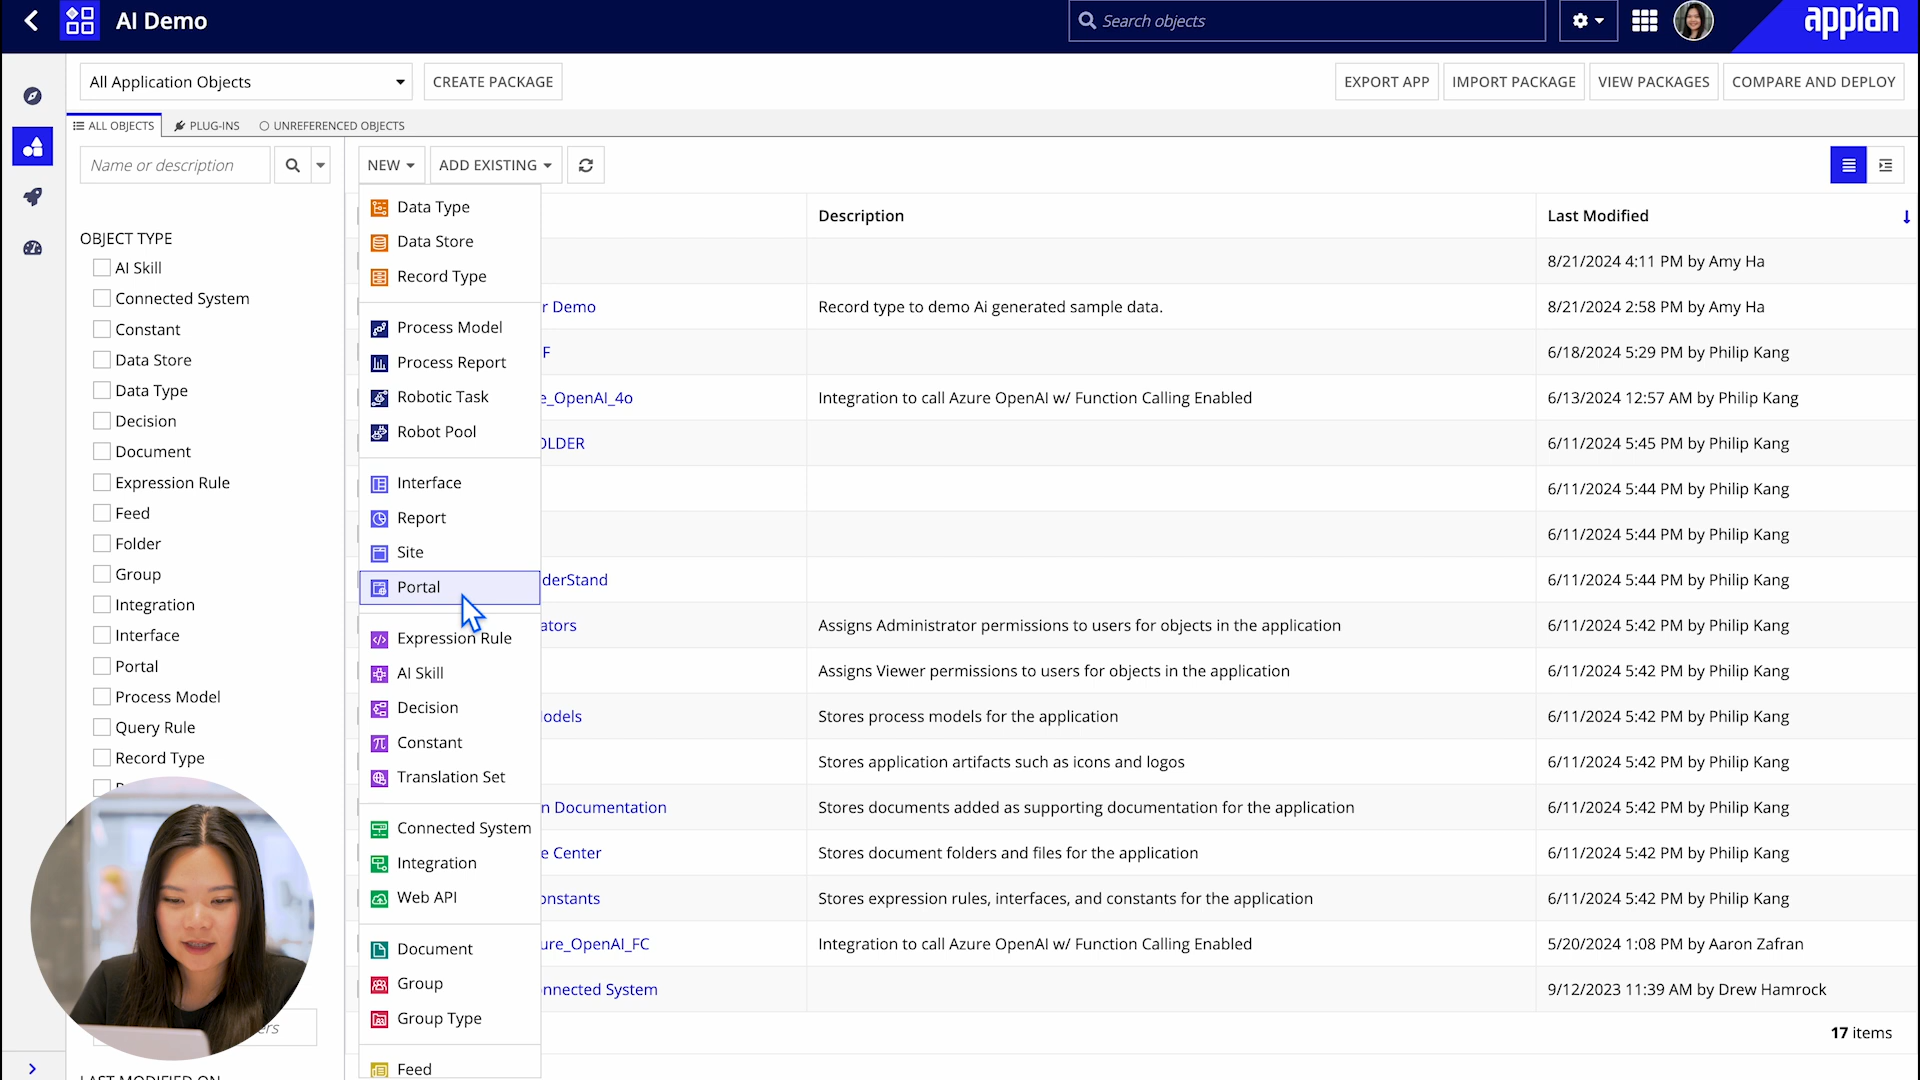 AI Demo
Search objects
appian
All Application Objects
CREATE PACKAGE
EXPORT APP
IMPORT PACKAGE
VIEW PACKAGES
COMPARE AND DEPLOY
ALL OBJECTS
PLUG-INS
UNREFERENCED OBJECTS
Name or description
NEW
ADD EXISTING
OBJECT TYPE
AI Skill
Connected System
Constant
Data Store
Data Type
Decision
Document
Expression Rule
Feed
Folder
Group
Integration
Interface
Portal
Process Model
Query Rule
Record Type
Data Type
Data Store
Record Type
Process Model
Process Report
Robotic Task
Robot Pool
Interface
Report
Site
Portal
Expression Rule
AI Skill
Decision
Constant
Translation Set
Connected System
Integration
Web API
Document
Group
Group Type
Feed
Description
Last Modified
8/21/2024 4:11 PM by Amy Ha
r Demo
Record type to demo Ai generated sample data.
8/21/2024 2:58 PM by Amy Ha
F
6/18/2024 5:29 PM by Philip Kang
e_OpenAI_4o
Integration to call Azure OpenAI w/ Function Calling Enabled
6/13/2024 12:57 AM by Philip Kang
OLDER
6/11/2024 5:45 PM by Philip Kang
6/11/2024 5:44 PM by Philip Kang
6/11/2024 5:44 PM by Philip Kang
derStand
6/11/2024 5:44 PM by Philip Kang
ators
Assigns Administrator permissions to users for objects in the application
6/11/2024 5:42 PM by Philip Kang
Assigns Viewer permissions to users for objects in the application
6/11/2024 5:42 PM by Philip Kang
lodels
Stores process models for the application
6/11/2024 5:42 PM by Philip Kang
Stores application artifacts such as icons and logos
6/11/2024 5:42 PM by Philip Kang
n Documentation
Stores documents added as supporting documentation for the application
6/11/2024 5:42 PM by Philip Kang
e Center
Stores document folders and files for the application
6/11/2024 5:42 PM by Philip Kang
onstants
Stores expression rules, interfaces, and constants for the application
6/11/2024 5:42 PM by Philip Kang
ure_OpenAI_FC
Integration to call Azure OpenAI w/ Function Calling Enabled
5/20/2024 1:08 PM by Aaron Zafran
nnected System
9/12/2023 11:39 AM by Drew Hamrock
17 items
ers
LAST MODIFIED ON